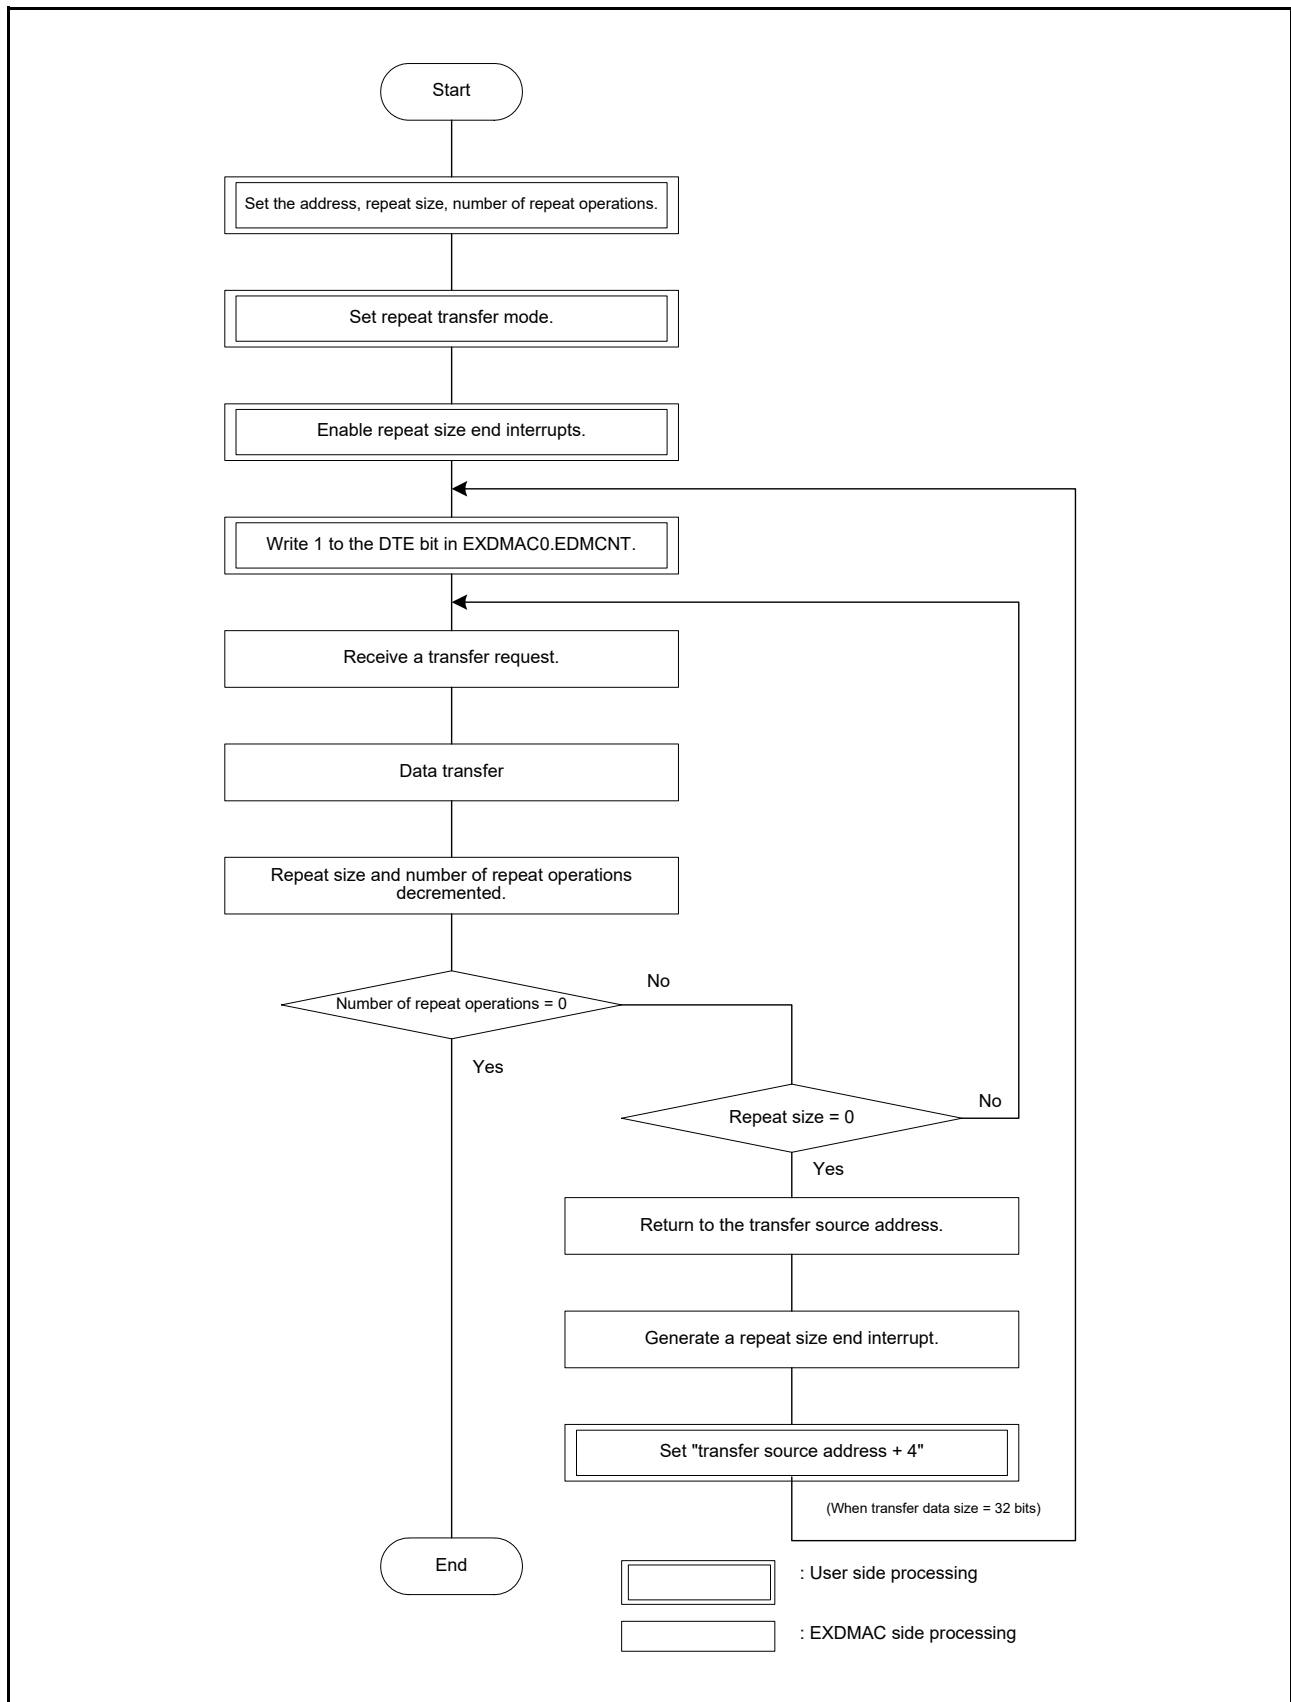 Start
Set the address, repeat size, number of repeat operations.
Set repeat transfer mode.
Enable repeat size end interrupts.
Write 1 to the DTE bit in EXDMAC0.EDMCNT.
Receive a transfer request.
Data transfer
Repeat size and number of repeat operations
decremented.
No
Number of repeat operations = 0
Yes
No
Repeat size = 0
Yes
Return to the transfer source address.
Generate a repeat size end interrupt.
Set "transfer source address + 4"
(When transfer data size = 32 bits)
End
: User side processing
: EXDMAC side processing